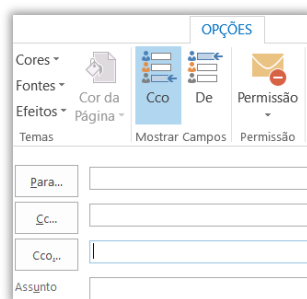 OPÇÕES
Cores
Fontes
Efeitos
Cor da
Página
Cco
De
Permissão
Temas
Mostrar Campos
Permissão
Para...
Cc...
Cco...
Assunto